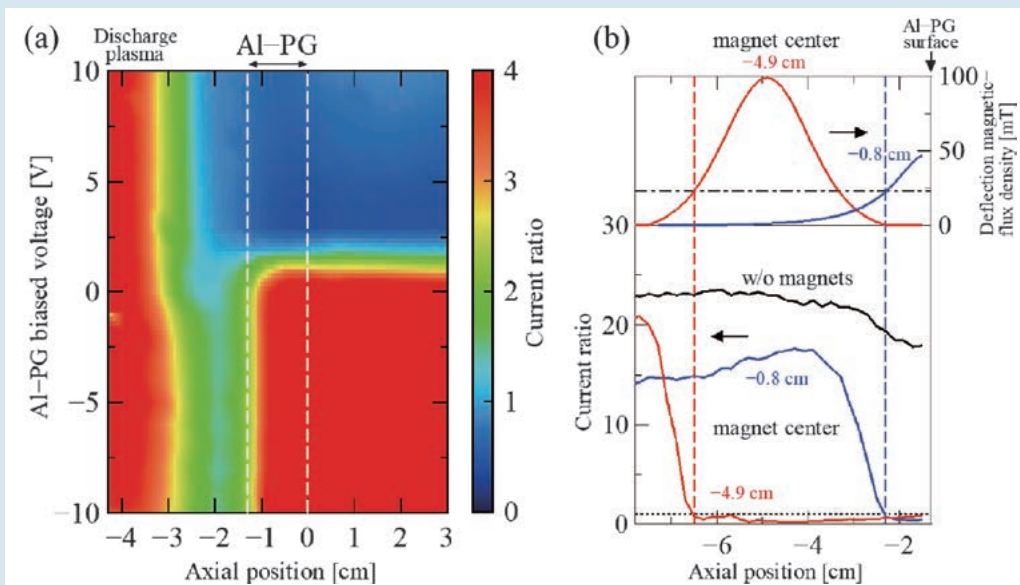 (a)
Discharge
plasma
Al−PG
10
5
0
−5
−10
Al−PG biased voltage [V]
−4 −3 −2 −1 0 1 2 3
Axial position [cm]
4
3
2
1
0
Current ratio
(b)
Al−PG
surface
magnet center
−4.9 cm
−0.8 cm
100
50
0
Deflection magnetic−
flux density [mT]
30
20
10
0
Current ratio
w/o magnets
−0.8 cm
magnet center
−4.9 cm
−6 −4 −2
Axial position [cm]